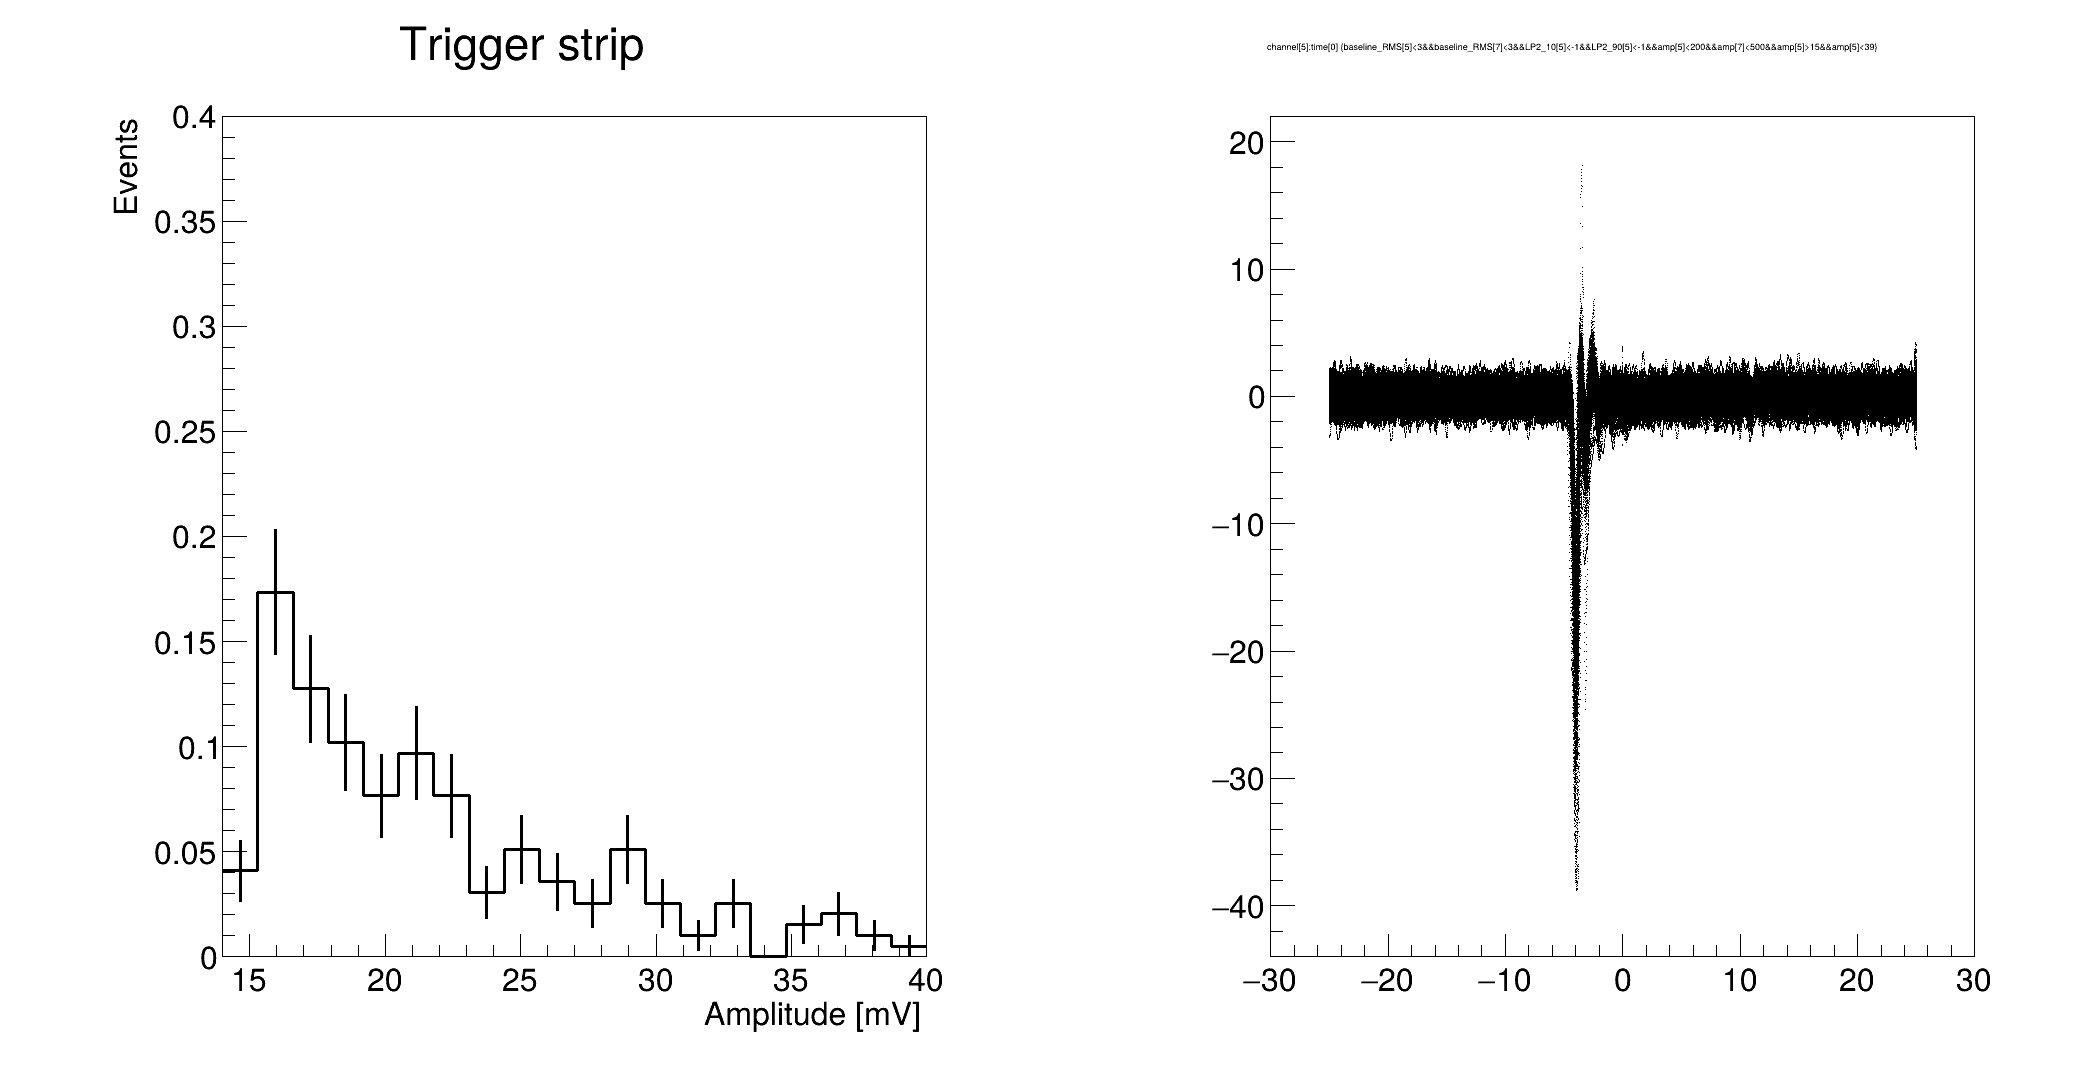 Trigger strip
Events
0.4
0.35
0.3
0.25
0.2
0.15
0.1
0.05
0
15 20 25 30 35 40
Amplitude [mV]
channel[5]:time[0] {baseline_RMS[5]<3&&baseline_RMS[7]<3&&LP2_10[5]<-1&&LP2_90[5]<-1&&amp[5]<200&&amp[7]<500&&amp[5]>15&&amp[5]<39}
20
10
0
−10
−20
−30
−40
−30 −20 −10 0 10 20 30